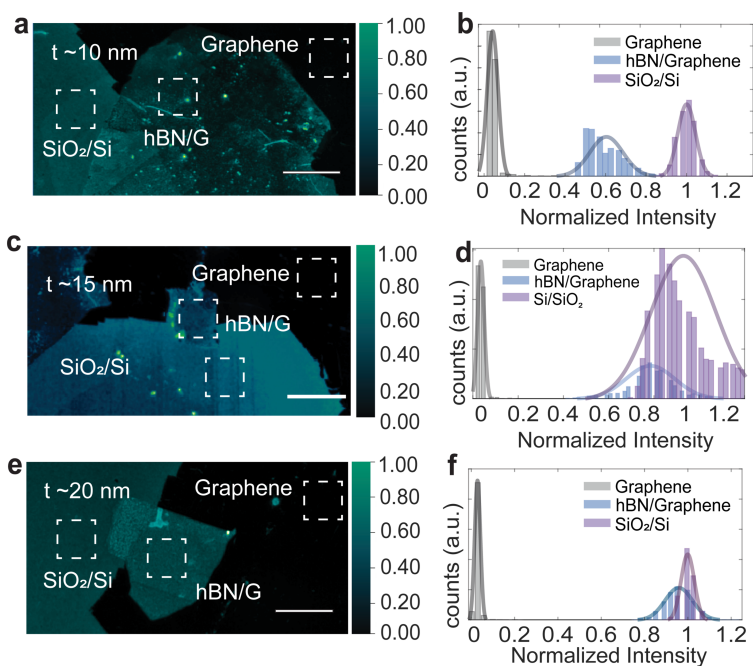 a
t ~10 nm
Graphene
SiO₂/Si
hBN/G
1.00
0.80
0.60
0.40
0.20
0.00
b
counts (a.u.)
Graphene
hBN/Graphene
SiO₂/Si
0 0.2 0.4 0.6 0.8 1 1.2
Normalized Intensity
c
t ~15 nm
Graphene
hBN/G
SiO₂/Si
1.00
0.80
0.60
0.40
0.20
0.00
d
counts (a.u.)
Graphene
hBN/Graphene
Si/SiO₂
0 0.2 0.4 0.6 0.8 1 1.2
Normalized Intensity
e
t ~20 nm
Graphene
SiO₂/Si
hBN/G
1.00
0.80
0.60
0.40
0.20
0.00
f
counts (a.u.)
Graphene
hBN/Graphene
SiO₂/Si
0 0.2 0.4 0.6 0.8 1 1.2
Normalized Intensity